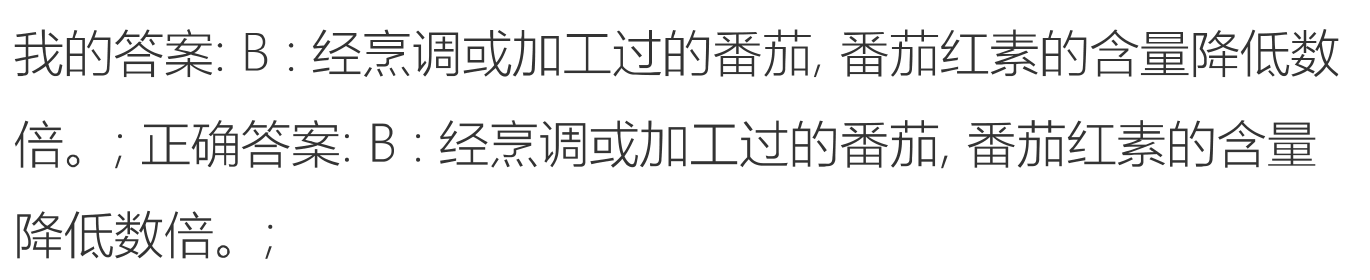 我的答案: B : 经烹调或加工过的番茄, 番茄红素的含量降低数
倍。; 正确答案: B : 经烹调或加工过的番茄, 番茄红素的含量
降低数倍。;